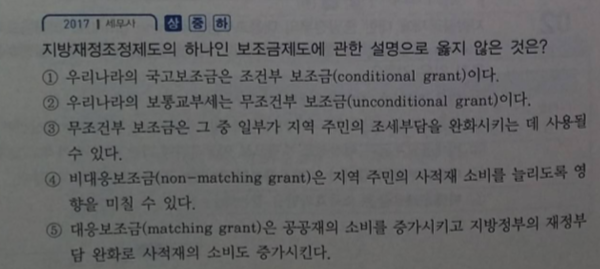 2017 | 세무사 상 중 하
지방재정조정제도의 하나인 보조금제도에 관한 설명으로 옳지 않은 것은?
① 우리나라의 국고보조금은 조건부 보조금(conditional grant)이다.
② 우리나라의 보통교부세는 무조건부 보조금(unconditional grant)이다.
③ 무조건부 보조금은 그 중 일부가 지역 주민의 조세부담을 완화시키는 데 사용될
수 있다.
④ 비대응보조금(non-matching grant)은 지역 주민의 사적재 소비를 늘리도록 영
향을 미칠 수 있다.
⑤ 대응보조금(matching grant)은 공공재의 소비를 증가시키고 지방정부의 재정부
담 완화로 사적재의 소비도 증가시킨다.